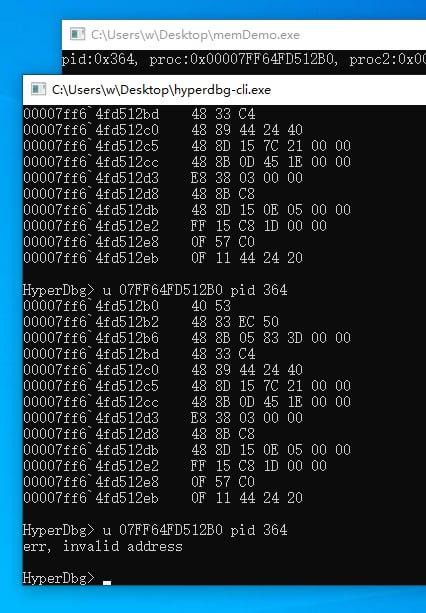 C:\Users\w\Desktop\memDemo.exe
pid:0x364, proc:0x00007FF64FD512B0, proc2:0x00
C:\Users\w\Desktop\hyperdbg-cli.exe
00007ff6`4fd512bd    48 33 C4
00007ff6`4fd512c0    48 89 44 24 40
00007ff6`4fd512c5    48 8D 15 7C 21 00 00
00007ff6`4fd512cc    48 8B 0D 45 1E 00 00
00007ff6`4fd512d3    E8 38 03 00 00
00007ff6`4fd512d8    48 8B C8
00007ff6`4fd512db    48 8D 15 0E 05 00 00
00007ff6`4fd512e2    FF 15 C8 1D 00 00
00007ff6`4fd512e8    0F 57 C0
00007ff6`4fd512eb    0F 11 44 24 20
HyperDbg> u 07FF64FD512B0 pid 364
00007ff6`4fd512b0    40 53
00007ff6`4fd512b2    48 83 EC 50
00007ff6`4fd512b6    48 8B 05 83 3D 00 00
00007ff6`4fd512bd    48 33 C4
00007ff6`4fd512c0    48 89 44 24 40
00007ff6`4fd512c5    48 8D 15 7C 21 00 00
00007ff6`4fd512cc    48 8B 0D 45 1E 00 00
00007ff6`4fd512d3    E8 38 03 00 00
00007ff6`4fd512d8    48 8B C8
00007ff6`4fd512db    48 8D 15 0E 05 00 00
00007ff6`4fd512e2    FF 15 C8 1D 00 00
00007ff6`4fd512e8    0F 57 C0
00007ff6`4fd512eb    0F 11 44 24 20
HyperDbg> u 07FF64FD512B0 pid 364
err, invalid address
HyperDbg> _